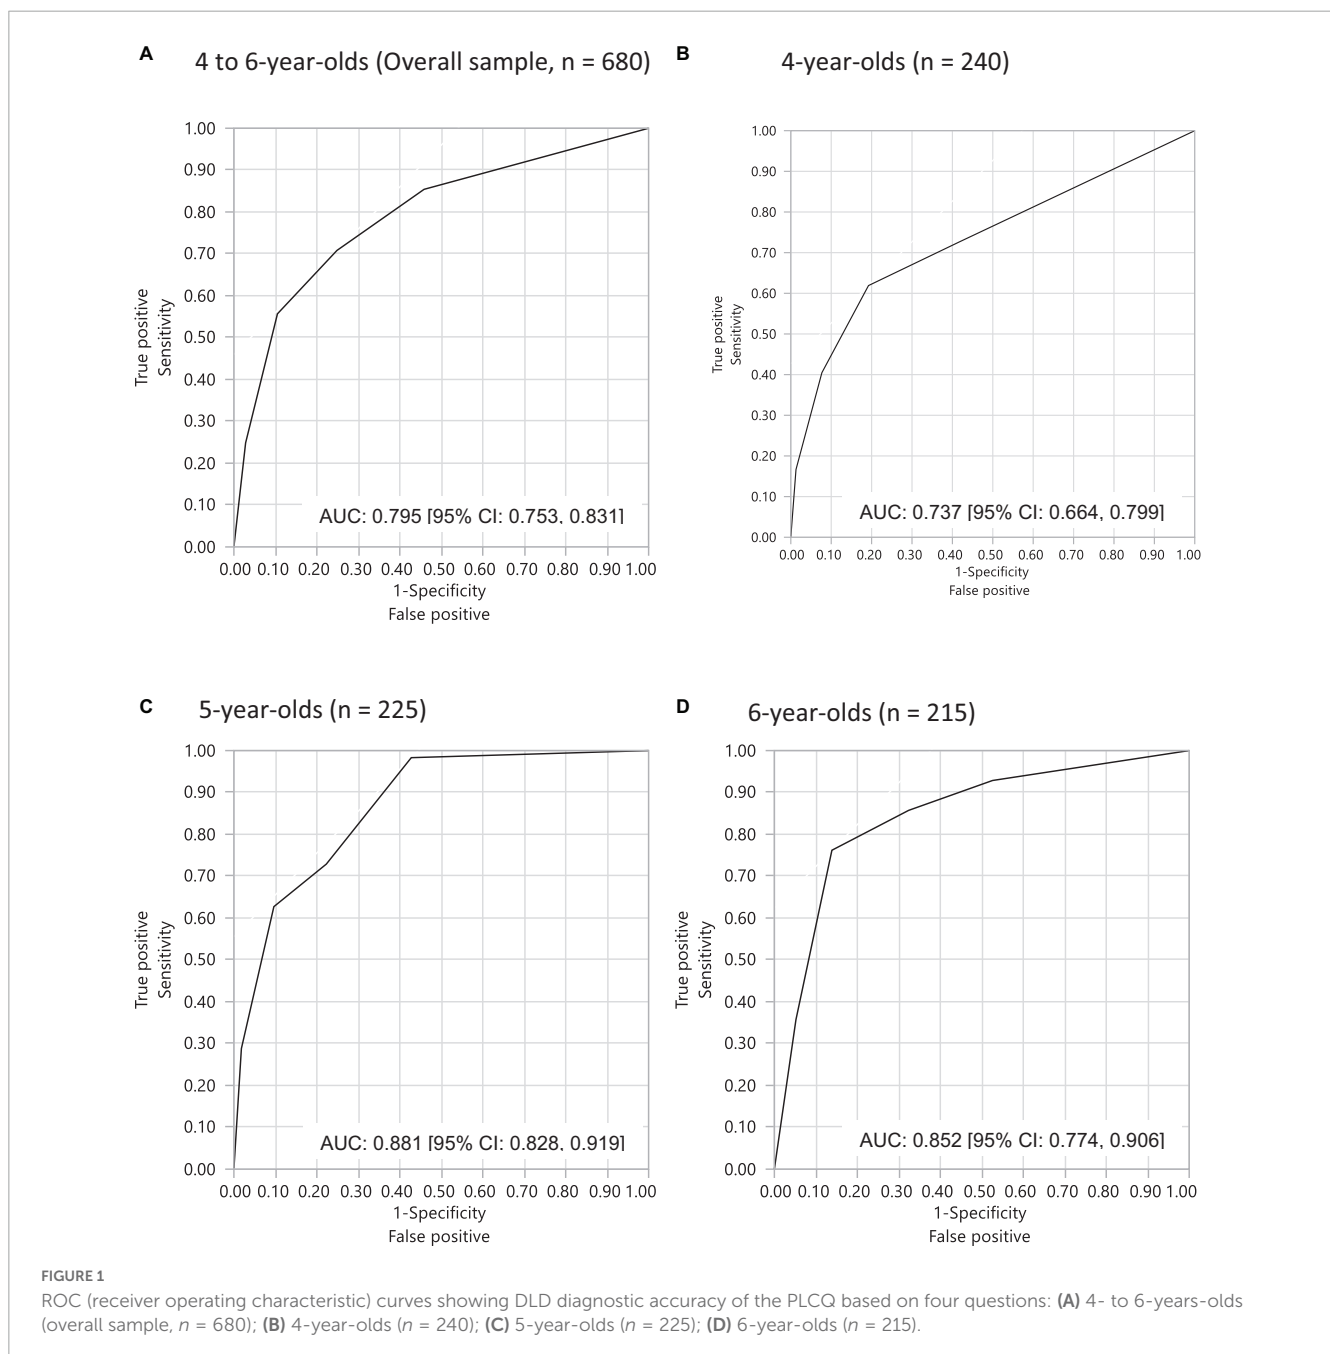 A 4 to 6-year-olds (Overall sample, n = 680)
1.00
0.90
0.80
0.70
0.60
0.50
0.40
0.30
0.20
0.10
0.00
True positive
Sensitivity
AUC: 0.795 [95% CI: 0.753, 0.831]
0.00 0.10 0.20 0.30 0.40 0.50 0.60 0.70 0.80 0.90 1.00
1-Specificity
False positive
B 4-year-olds (n = 240)
1.00
0.90
0.80
0.70
0.60
0.50
0.40
0.30
0.20
0.10
0.00
True positive
Sensitivity
AUC: 0.737 [95% CI: 0.664, 0.799]
0.00 0.10 0.20 0.30 0.40 0.50 0.60 0.70 0.80 0.90 1.00
1-Specificity
False positive
C 5-year-olds (n = 225)
1.00
0.90
0.80
0.70
0.60
0.50
0.40
0.30
0.20
0.10
0.00
True positive
Sensitivity
AUC: 0.881 [95% CI: 0.828, 0.919]
0.00 0.10 0.20 0.30 0.40 0.50 0.60 0.70 0.80 0.90 1.00
1-Specificity
False positive
D 6-year-olds (n = 215)
1.00
0.90
0.80
0.70
0.60
0.50
0.40
0.30
0.20
0.10
0.00
True positive
Sensitivity
AUC: 0.852 [95% CI: 0.774, 0.906]
0.00 0.10 0.20 0.30 0.40 0.50 0.60 0.70 0.80 0.90 1.00
1-Specificity
False positive
FIGURE 1
ROC (receiver operating characteristic) curves showing DLD diagnostic accuracy of the PLCQ based on four questions: (A) 4- to 6-years-olds
(overall sample, n = 680); (B) 4-year-olds (n = 240); (C) 5-year-olds (n = 225); (D) 6-year-olds (n = 215).